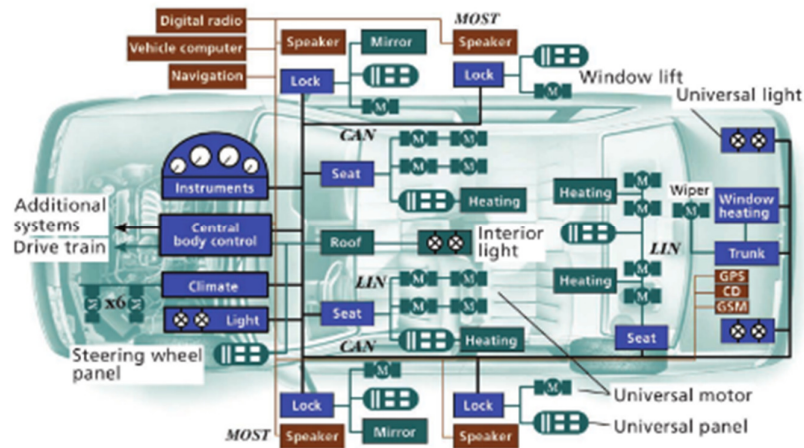 Digital radio
MOST
Speaker
Mirror
Speaker
Vehicle computer
Navigation
Lock
Lock
M
M
Window lift
Universal light
CAN
M M
M M
Seat
Heating
Instruments
Heating
M
M
Wiper
M
Window
heating
Additional
systems
Drive train
Central
body control
Roof
Interior
light
LIN
Trunk
Climate
LIN
M M
M M
Heating
M
M
GPS
CD
GSM
M x6 M
Light
Seat
CAN
Heating
Seat
Steering wheel
panel
M
M
Universal motor
Lock
Lock
Universal panel
MOST
Speaker
Mirror
Speaker